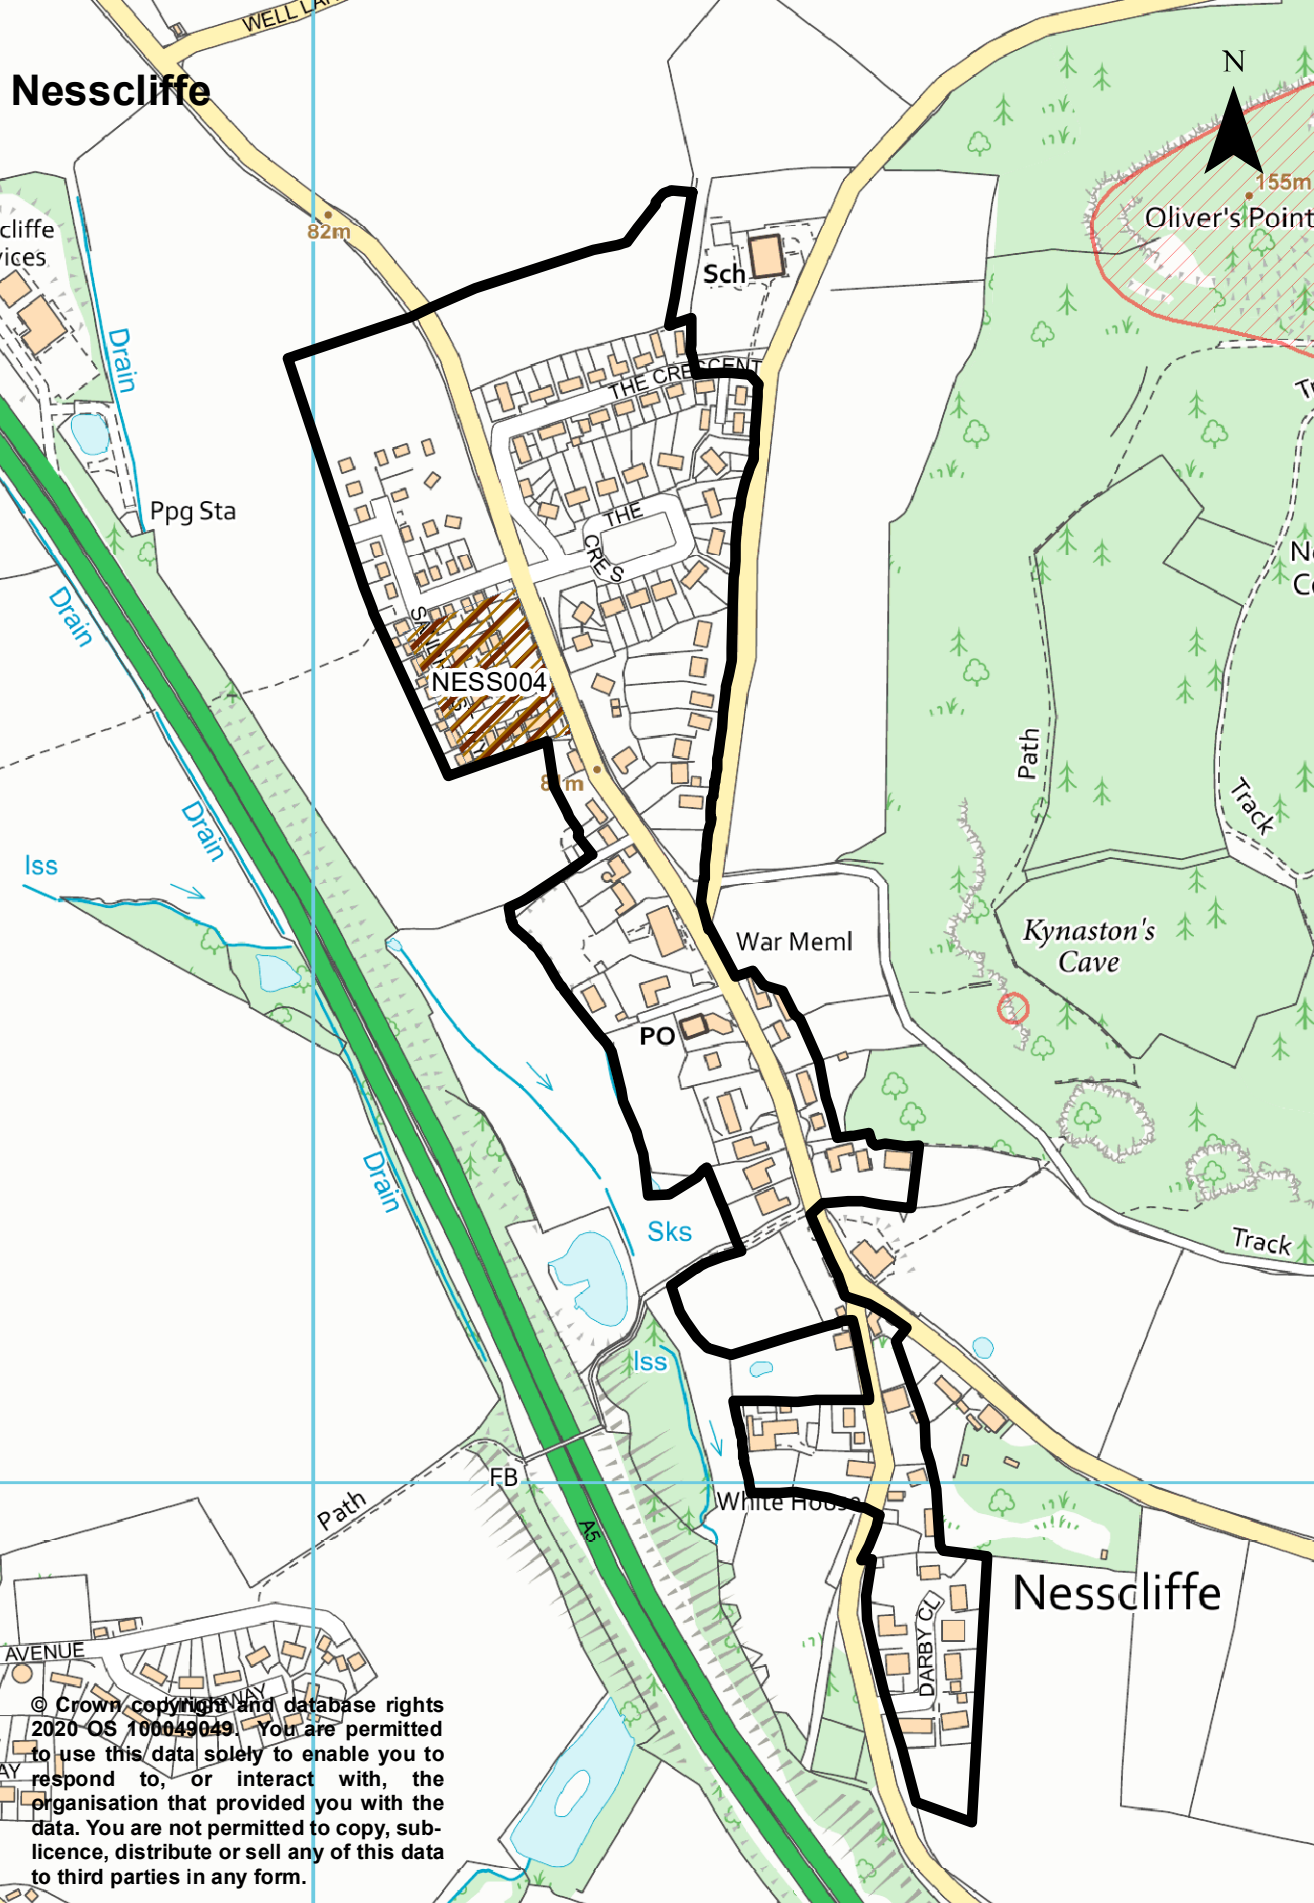 WELL LA
Nesscliffe
N
155m
Oliver's Point
82m
cliffe
vices
Sch
Drain
THE CRESCENT
Ppg Sta
THE
CRES
Drain
NESS004
81m
Path
Track
Drain
Iss
War Meml
Kynaston's
Cave
PO
Drain
Sks
Track
Iss
FB
White House
Path
A5
Nesscliffe
DARBY CL
AVENUE
© Crown copyright and database rights
2020 OS 100049049. You are permitted
to use this data solely to enable you to
respond to, or interact with, the
organisation that provided you with the
data. You are not permitted to copy, sub-
licence, distribute or sell any of this data
to third parties in any form.